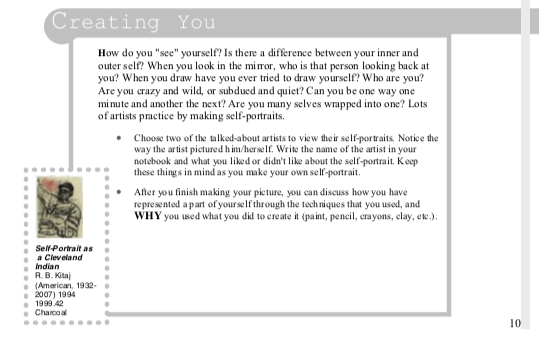 Creating You
How do you "see" yourself? Is there a difference between your inner and
outer self? When you look in the mirror, who is that person looking back at
you? When you draw have you ever tried to draw yourself? Who are you?
Are you crazy and wild, or subdued and quiet? Can you be one way one
minute and another the next? Are you many selves wrapped into one? Lots
of artists practice by making self-portraits.
• Choose two of the talked-about artists to view their self-portraits. Notice the
way the artist pictured him/herself. Write the name of the artist in your
notebook and what you liked or didn't like about the self-portrait. Keep
these things in mind as you make your own self-portrait.
• After you finish making your picture, you can discuss how you have
represented a part of yourself through the techniques that you used, and
WHY you used what you did to create it (paint, pencil, crayons, clay, etc.).
Self-Portrait as
a Cleveland
Indian
R. B. Kitaj
(American, 1932-
2007) 1994
1999.42
Charcoal
10